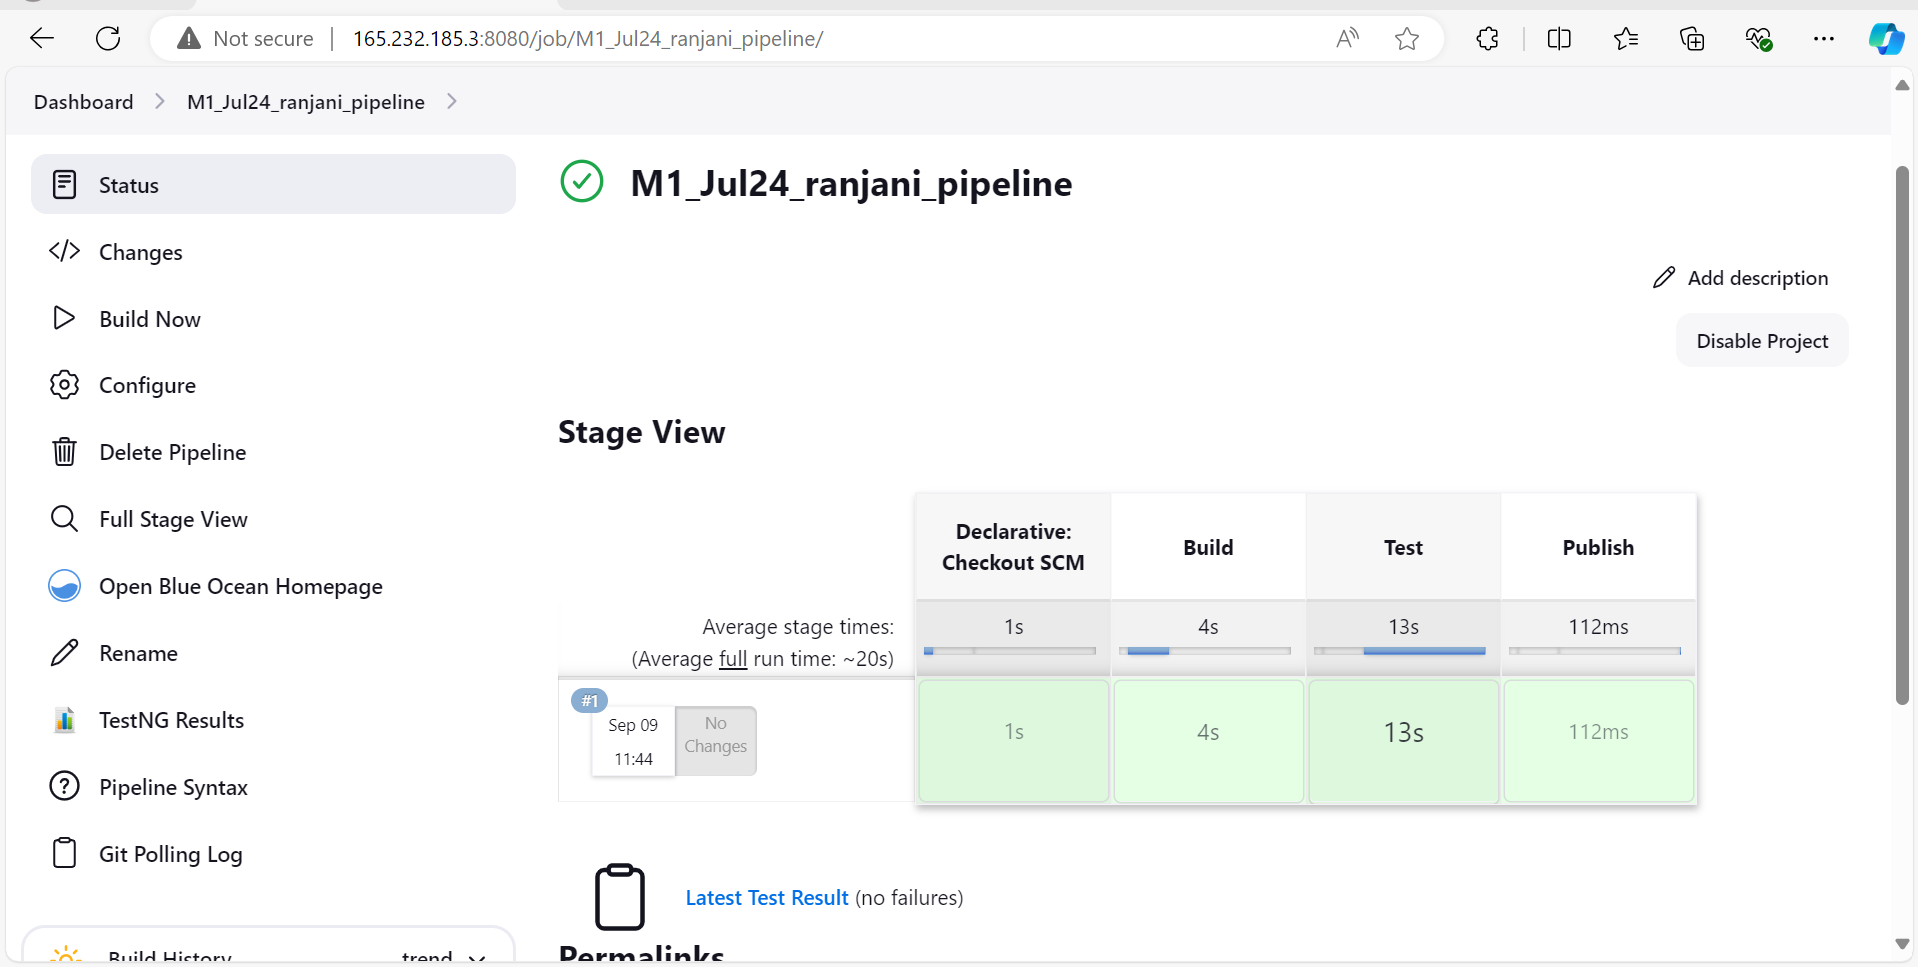 Not secure
165.232.185.3:8080/job/M1_Jul24_ranjani_pipeline/
Dashboard
M1_Jul24_ranjani_pipeline
Status
Changes
Build Now
Configure
Delete Pipeline
Full Stage View
Open Blue Ocean Homepage
Rename
TestNG Results
Pipeline Syntax
Git Polling Log
Build History
trend
M1_Jul24_ranjani_pipeline
Add description
Disable Project
Stage View
Declarative:
Checkout SCM
Build
Test
Publish
Average stage times:
(Average full run time: ~20s)
1s
4s
13s
112ms
#1
Sep 09
11:44
No
Changes
1s
4s
13s
112ms
Latest Test Result (no failures)
Permalinks